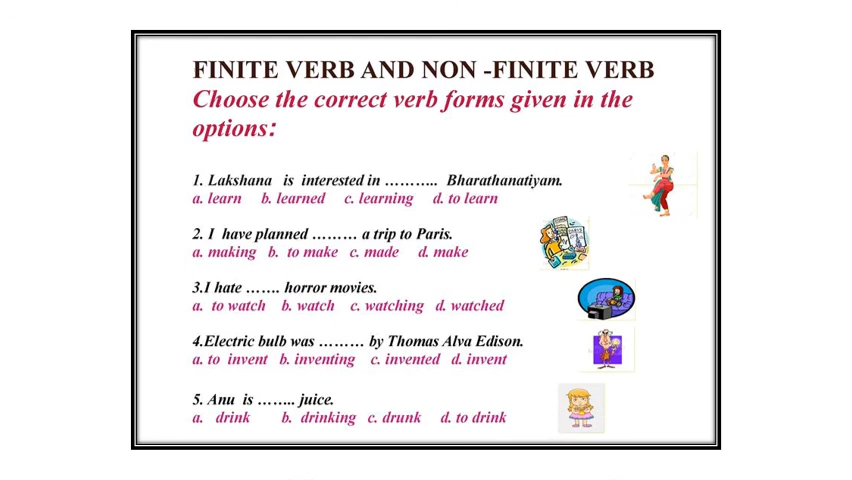 FINITE VERB AND NON -FINITE VERB
Choose the correct verb forms given in the
options:
1. Lakshana is interested in ……….. Bharathanatiyam.
a. learn b. learned c. learning d. to learn
2. I have planned ……… a trip to Paris.
a. making b. to make c. made d. make
3.I hate ……. horror movies.
a. to watch b. watch c. watching d. watched
4.Electric bulb was ……… by Thomas Alva Edison.
a. to invent b. inventing c. invented d. invent
5. Anu is …….. juice.
a. drink b. drinking c. drunk d. to drink